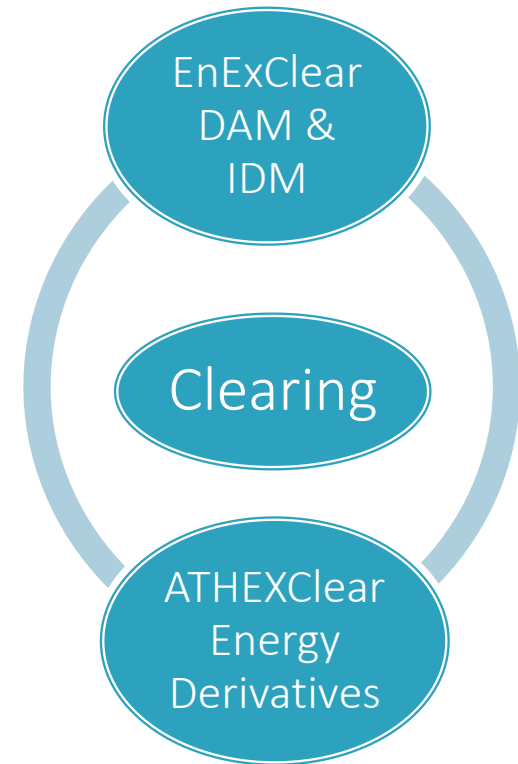 EnExClear
DAM &
IDM
Clearing
ATHEXClear
Energy
Derivatives